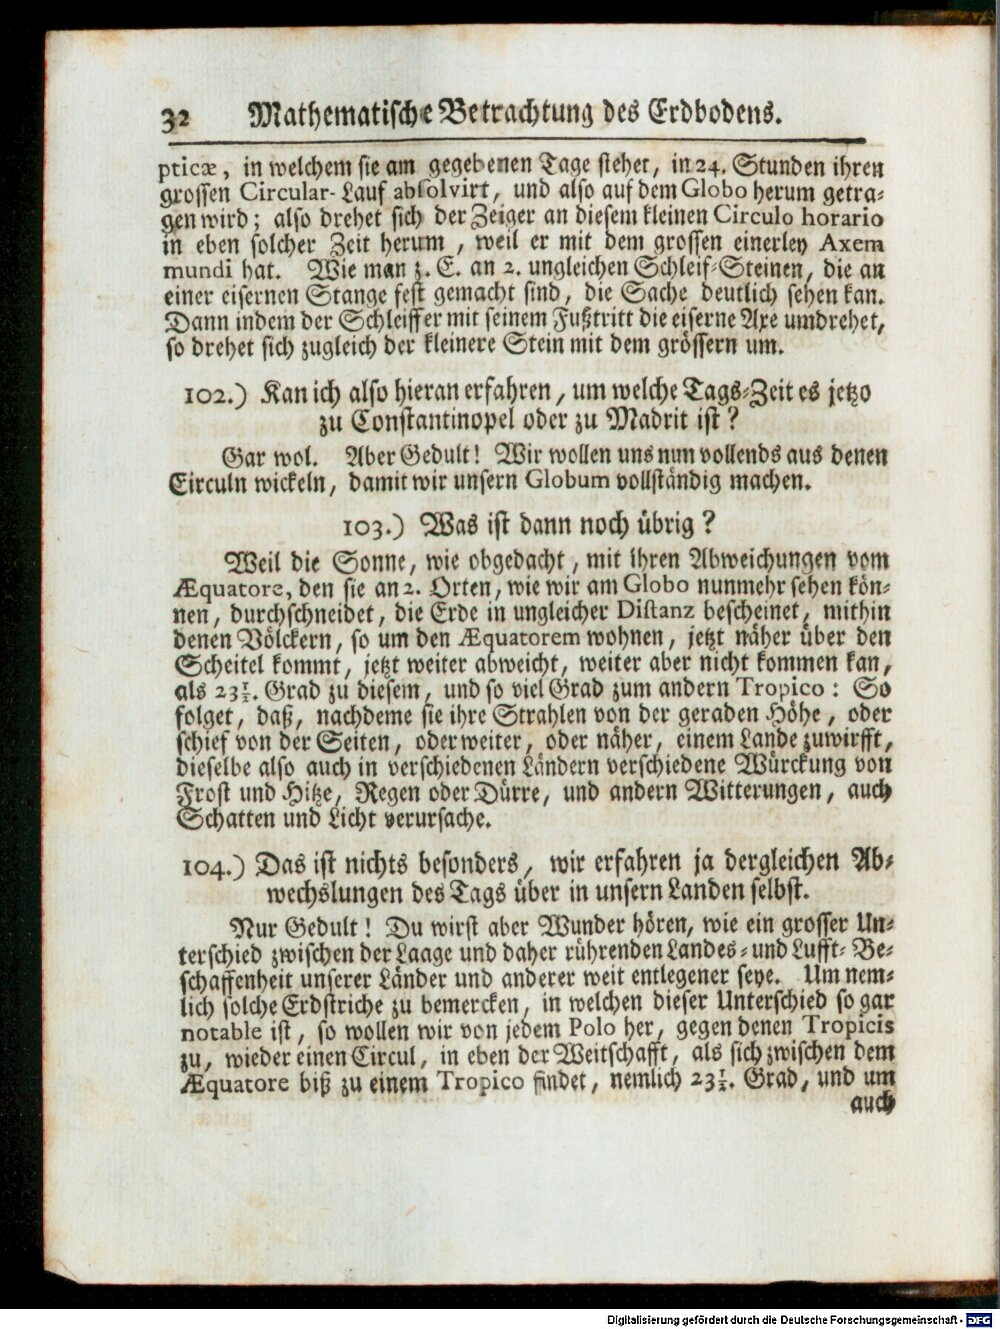 32 Mathematische Betrachtung des Erdbodens.
pticæ, in welchem sie am gegebenen Tage stehet, in 24. Stunden ihren
grossen Circular-Lauf absolvirt, und also auf dem Globo herum getra-
gen wird; also drehet sich der Zeiger an diesem kleinen Circulo horario
in eben solcher Zeit herum, weil er mit dem grossen einerley Axem
mundi hat. Wie man z. E. an 2. ungleichen Schleif-Steinen, die an
einer eisernen Stange fest gemacht sind, die Sache deutlich sehen kan.
Dann indem der Schleiffer mit seinem Fußtritt die eiserne Axe umdrehet,
so drehet sich zugleich der kleinere Stein mit dem grössern um.
102.) Kan ich also hieran erfahren, um welche Tags-Zeit es jetzo
zu Constantinopel oder zu Madrit ist?
Gar wol. Aber Gedult! Wir wollen uns nun vollends aus denen
Circuln wickeln, damit wir unsern Globum vollständig machen.
103.) Was ist dann noch übrig?
Weil die Sonne, wie obgedacht, mit ihren Abweichungen vom
Æquatore, den sie an 2. Orten, wie wir am Globo nunmehr sehen kön-
nen, durchschneidet, die Erde in ungleicher Distanz bescheinet, mithin
denen Völckern, so um den Æquatorem wohnen, jetzt näher über den
Scheitel kommt, jetzt weiter abweicht, weiter aber nicht kommen kan,
als 23½. Grad zu diesem, und so viel Grad zum andern Tropico: So
folget, daß, nachdeme sie ihre Strahlen von der geraden Höhe, oder
schief von der Seiten, oder weiter, oder näher, einem Lande zuwirfft,
dieselbe also auch in verschiedenen Ländern verschiedene Würckung von
Frost und Hitze, Regen oder Dürre, und andern Witterungen, auch
Schatten und Licht verursache.
104.) Das ist nichts besonders, wir erfahren ja dergleichen Ab-
wechslungen des Tags über in unsern Landen selbst.
Nur Gedult! Du wirst aber Wunder hören, wie ein grosser Un-
terschied zwischen der Laage und daher rührenden Landes- und Lufft-Be-
schaffenheit unserer Länder und anderer weit entlegener seye. Um nem-
lich solche Erdstriche zu bemercken, in welchen dieser Unterschied so gar
notable ist, so wollen wir von jedem Polo her, gegen denen Tropicis
zu, wieder einen Circul, in eben der Weitschafft, als sich zwischen dem
Æquatore biß zu einem Tropico findet, nemlich 23½. Grad, und um
auch
Digitalisierung gefördert durch die Deutsche Forschungsgemeinschaft - DFG